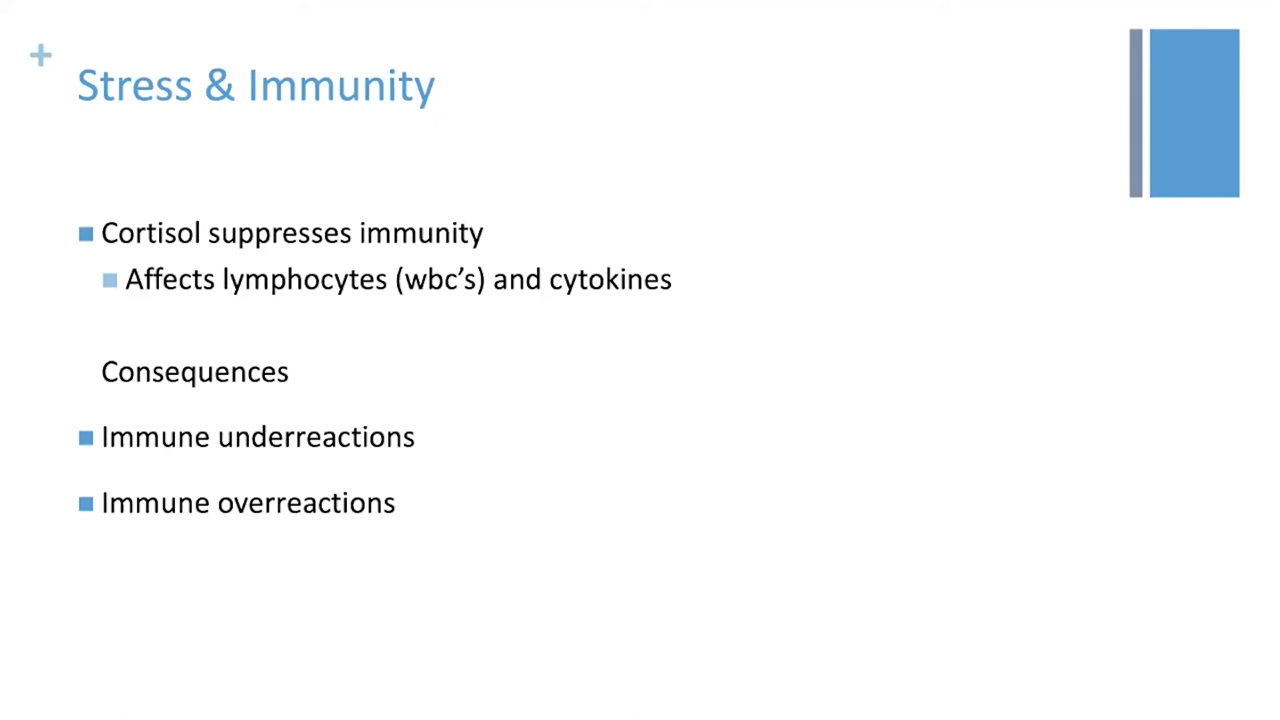 +
Stress & Immunity
Cortisol suppresses immunity
Affects lymphocytes (wbc’s) and cytokines
Consequences
Immune underreactions
Immune overreactions